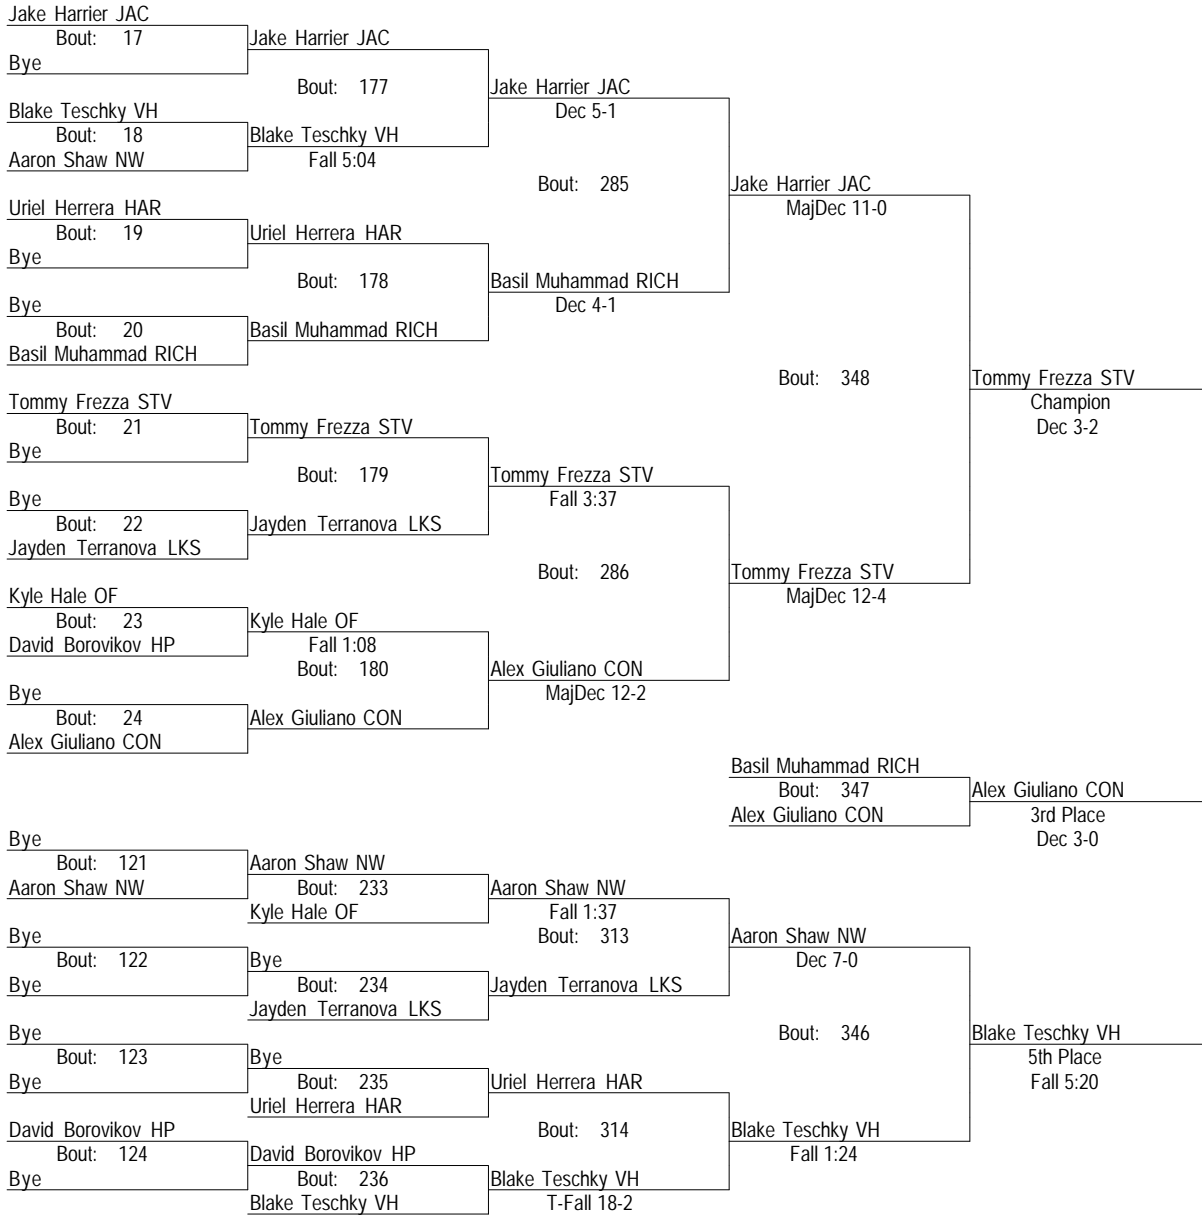 Jake Harrier JAC
Bout: 17
Jake Harrier JAC
Bye
Bout: 177
Jake Harrier JAC
Blake Teschky VH
Dec 5-1
Bout: 18
Blake Teschky VH
Aaron Shaw NW
Fall 5:04
Bout: 285
Jake Harrier JAC
Uriel Herrera HAR
MajDec 11-0
Bout: 19
Uriel Herrera HAR
Bye
Bout: 178
Basil Muhammad RICH
Bye
Dec 4-1
Bout: 20
Basil Muhammad RICH
Basil Muhammad RICH
Bout: 348
Tommy Frezza STV
Tommy Frezza STV
Champion
Bout: 21
Tommy Frezza STV
Dec 3-2
Bye
Bout: 179
Tommy Frezza STV
Bye
Fall 3:37
Bout: 22
Jayden Terranova LKS
Jayden Terranova LKS
Bout: 286
Tommy Frezza STV
Kyle Hale OF
MajDec 12-4
Bout: 23
Kyle Hale OF
David Borovikov HP
Fall 1:08
Bout: 180
Alex Giuliano CON
Bye
MajDec 12-2
Bout: 24
Alex Giuliano CON
Alex Giuliano CON
Basil Muhammad RICH
Bout: 347
Alex Giuliano CON
Alex Giuliano CON
3rd Place
Dec 3-0
Bye
Bout: 121
Aaron Shaw NW
Aaron Shaw NW
Bout: 233
Aaron Shaw NW
Kyle Hale OF
Fall 1:37
Bye
Bout: 313
Aaron Shaw NW
Bout: 122
Bye
Dec 7-0
Bye
Bout: 234
Jayden Terranova LKS
Jayden Terranova LKS
Bye
Bout: 346
Blake Teschky VH
Bout: 123
Bye
5th Place
Bye
Bout: 235
Uriel Herrera HAR
Fall 5:20
Uriel Herrera HAR
David Borovikov HP
Bout: 314
Blake Teschky VH
Bout: 124
David Borovikov HP
Fall 1:24
Bye
Bout: 236
Blake Teschky VH
Blake Teschky VH
T-Fall 18-2